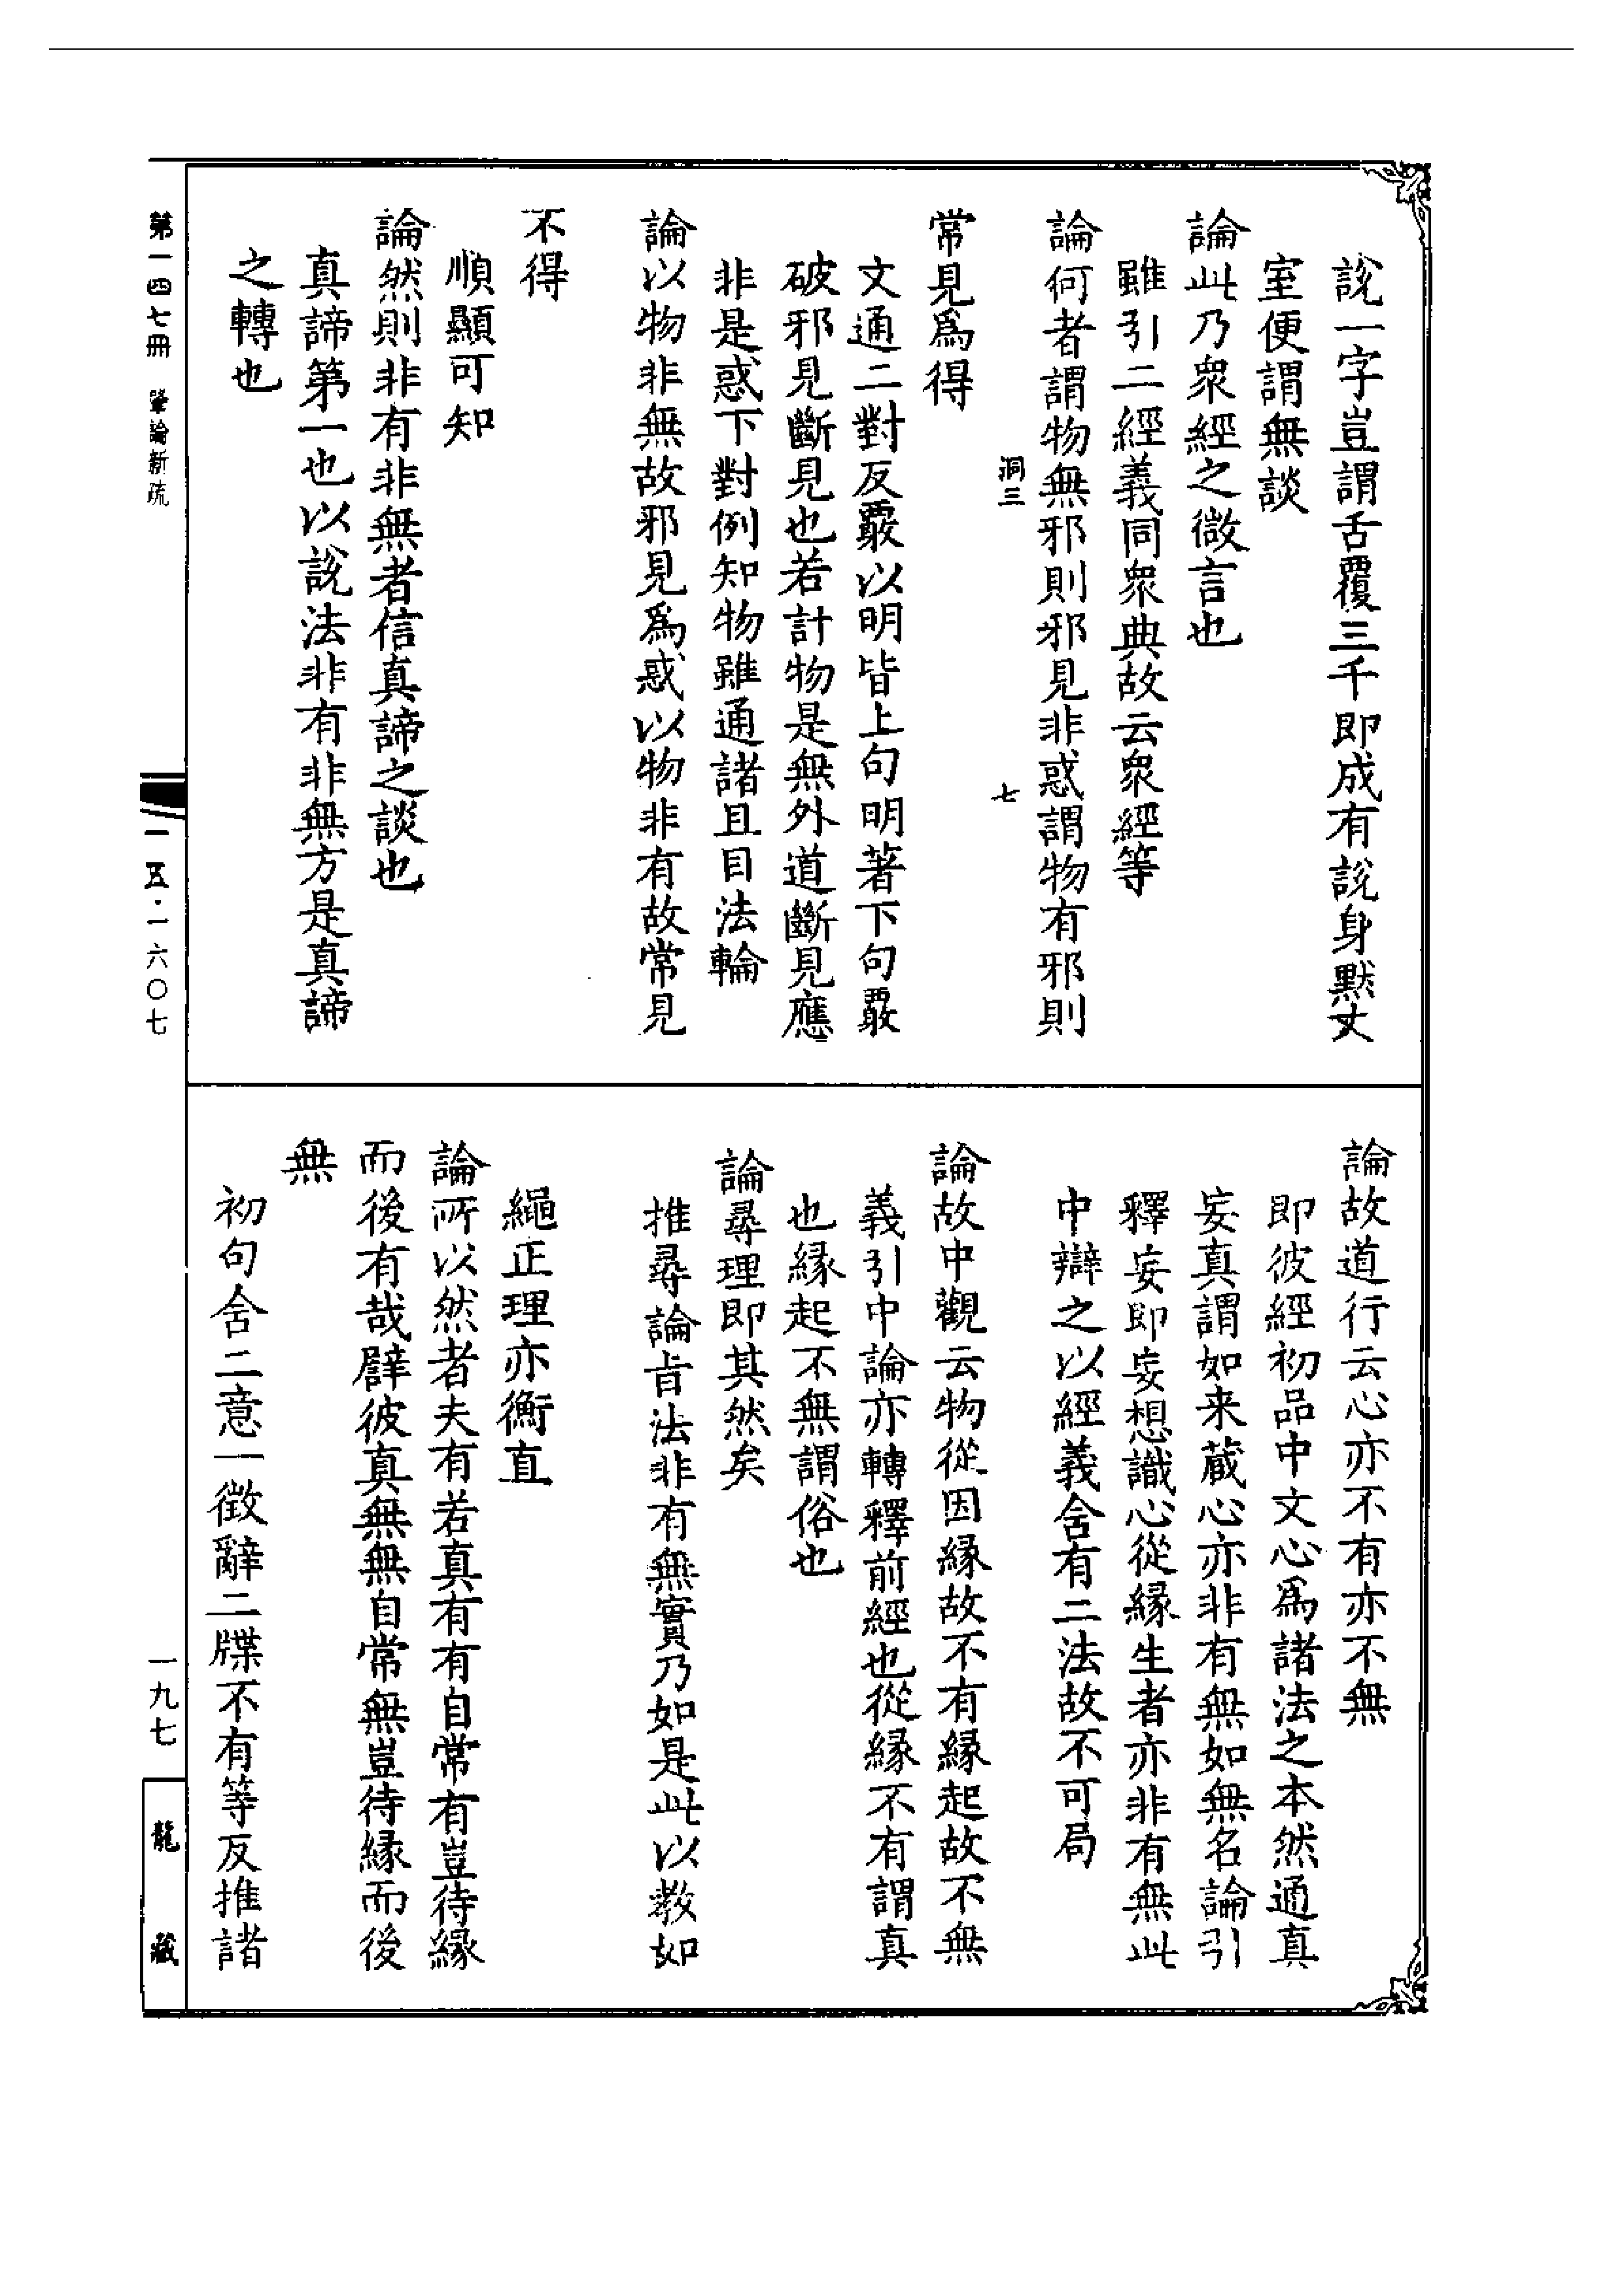 說一字豈謂舌覆三千即成有說身默丈
室便謂無談
論此乃衆經之微言也
雖引二經義同衆典故云衆經等
論何者謂物無邪則邪見非惑謂物有邪則
洞三
七
常見爲得
文通二對反覈以明皆上句明著下句覈
破邪見斷見也若計物是無外道斷見應
非是惑下對例知物雖通諸且目法輪
論以物非無故邪見爲惑以物非有故常見
不得
順顯可知
論然則非有非無者信真諦之談也
真諦第一也以說法非有非無方是真諦
之轉也
論故道行云心亦不有亦不無
即彼經初品中文心爲諸法之本然通真
妄真謂如来蔵心亦非有無如無名論引
釋妄即妄想識心從縁生者亦非有無此
中辯之以經義含有二法故不可局
論故中觀云物從因縁故不有縁起故不無
義引中論亦轉釋前經也從縁不有謂真
也縁起不無謂俗也
論尋理即其然矣
推尋論旨法非有無實乃如是此以教如
繩正理亦衡直
論所以然者夫有若真有有自常有豈待縁
而後有哉譬彼真無無自常無豈待縁而後
無
初句含二意一徴辭二牒不有等反推諸
第一四七冊　肇論新疏
一五五·一六〇七
一九七
龍藏